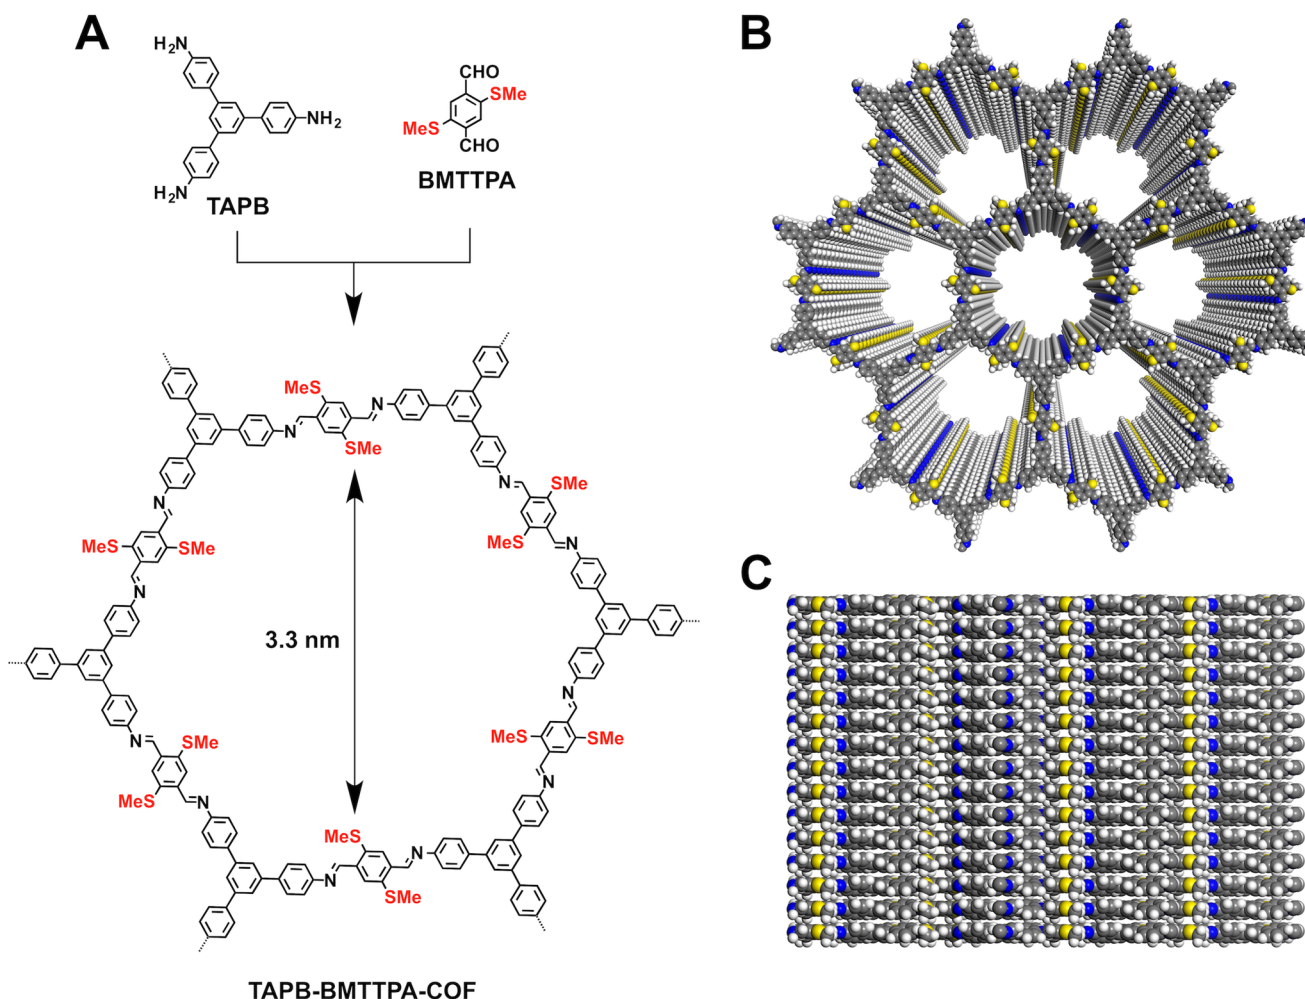 A
H₂N
NH₂
H₂N
TAPB
CHO
SMe
MeS
CHO
BMTTPA
MeS
N
N
SMe
N
N
SMe
MeS
SMe
MeS
N
N
3.3 nm
N
N
SMe
MeS
SMe
MeS
N
N
MeS
N
N
SMe
TAPB-BMTTPA-COF
B
C